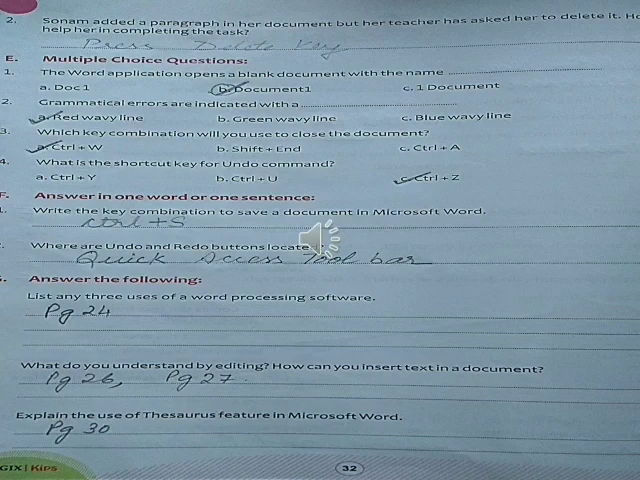 2. Sonam added a paragraph in her document but her teacher has asked her to delete it.
help her in completing the task?
Press Delete Key
E. Multiple Choice Questions:
1. The Word application opens a blank document with the name
a. Doc 1 b. Document1 c. 1 Document
2. Grammatical errors are indicated with a
a. Red wavy line b. Green wavy line c. Blue wavy line
3. Which key combination will you use to close the document?
a. Ctrl + W b. Shift + End c. Ctrl + A
4. What is the shortcut key for Undo command?
a. Ctrl + Y b. Ctrl + U c. Ctrl + Z
F. Answer in one word or one sentence:
1. Write the key combination to save a document in Microsoft Word.
ctrl + S
Where are Undo and Redo buttons
Quick Access Tool bar
Answer the following:
List any three uses of a word processing software.
Pg 24
What do you understand by editing? How can you insert text in a document?
Pg 26, Pg 27.
Explain the use of Thesaurus feature in Microsoft Word.
Pg 30
GIX | Kips 32